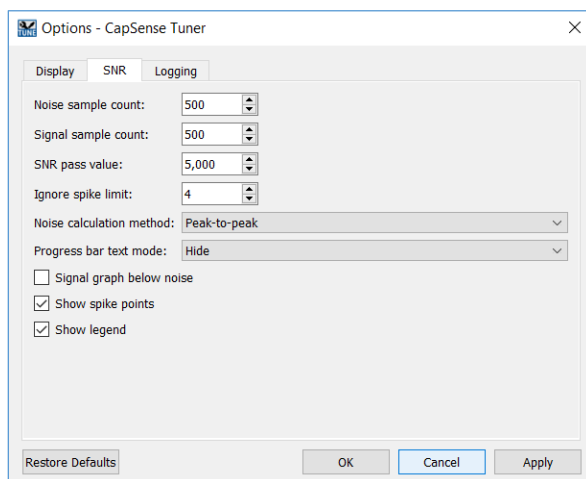 TUNE
Options - CapSense Tuner
Display SNR Logging
Noise sample count: 500
Signal sample count: 500
SNR pass value: 5,000
Ignore spike limit: 4
Noise calculation method: Peak-to-peak
Progress bar text mode: Hide
Signal graph below noise
Show spike points
Show legend
Restore Defaults OK Cancel Apply